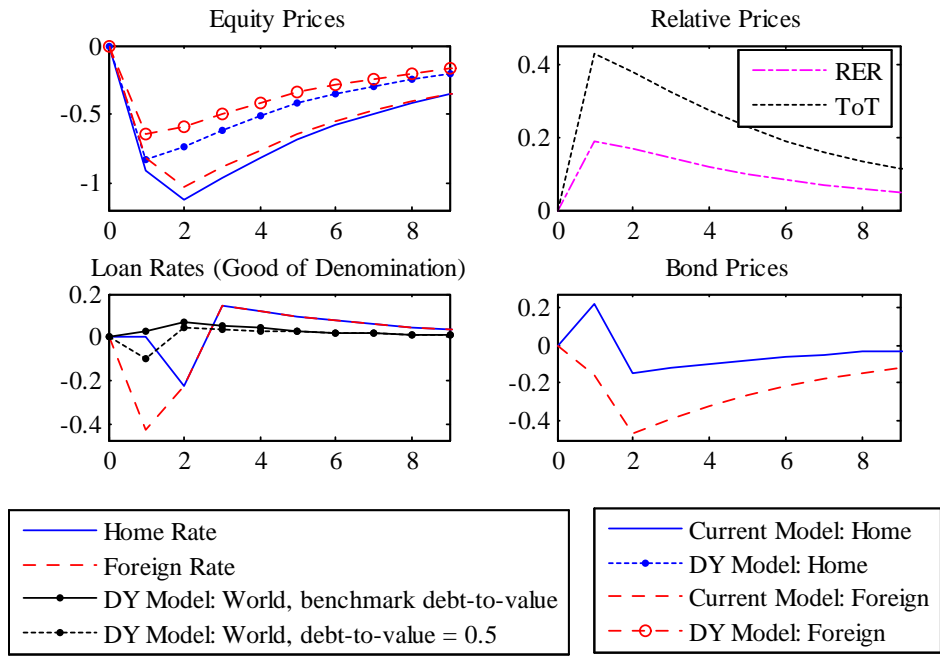 Equity Prices
0
-0.5
-1
0 2 4 6 8
Relative Prices
0.4
0.2
0
RER
ToT
0 2 4 6 8
Loan Rates (Good of Denomination)
0.2
0
-0.2
-0.4
0 2 4 6 8
Bond Prices
0.2
0
-0.2
-0.4
0 2 4 6 8
Home Rate
Foreign Rate
DY Model: World, benchmark debt-to-value
DY Model: World, debt-to-value = 0.5
Current Model: Home
DY Model: Home
Current Model: Foreign
DY Model: Foreign